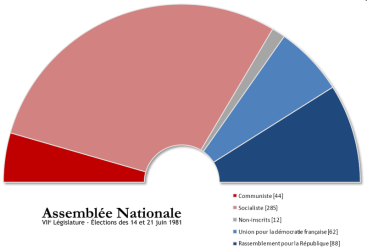 Assemblée Nationale
VIIᵉ Législature - Élections des 14 et 21 juin 1981
Communiste [44]
Socialiste [285]
Non-inscrits [12]
Union pour la démocratie française [62]
Rassemblement pour la République [88]